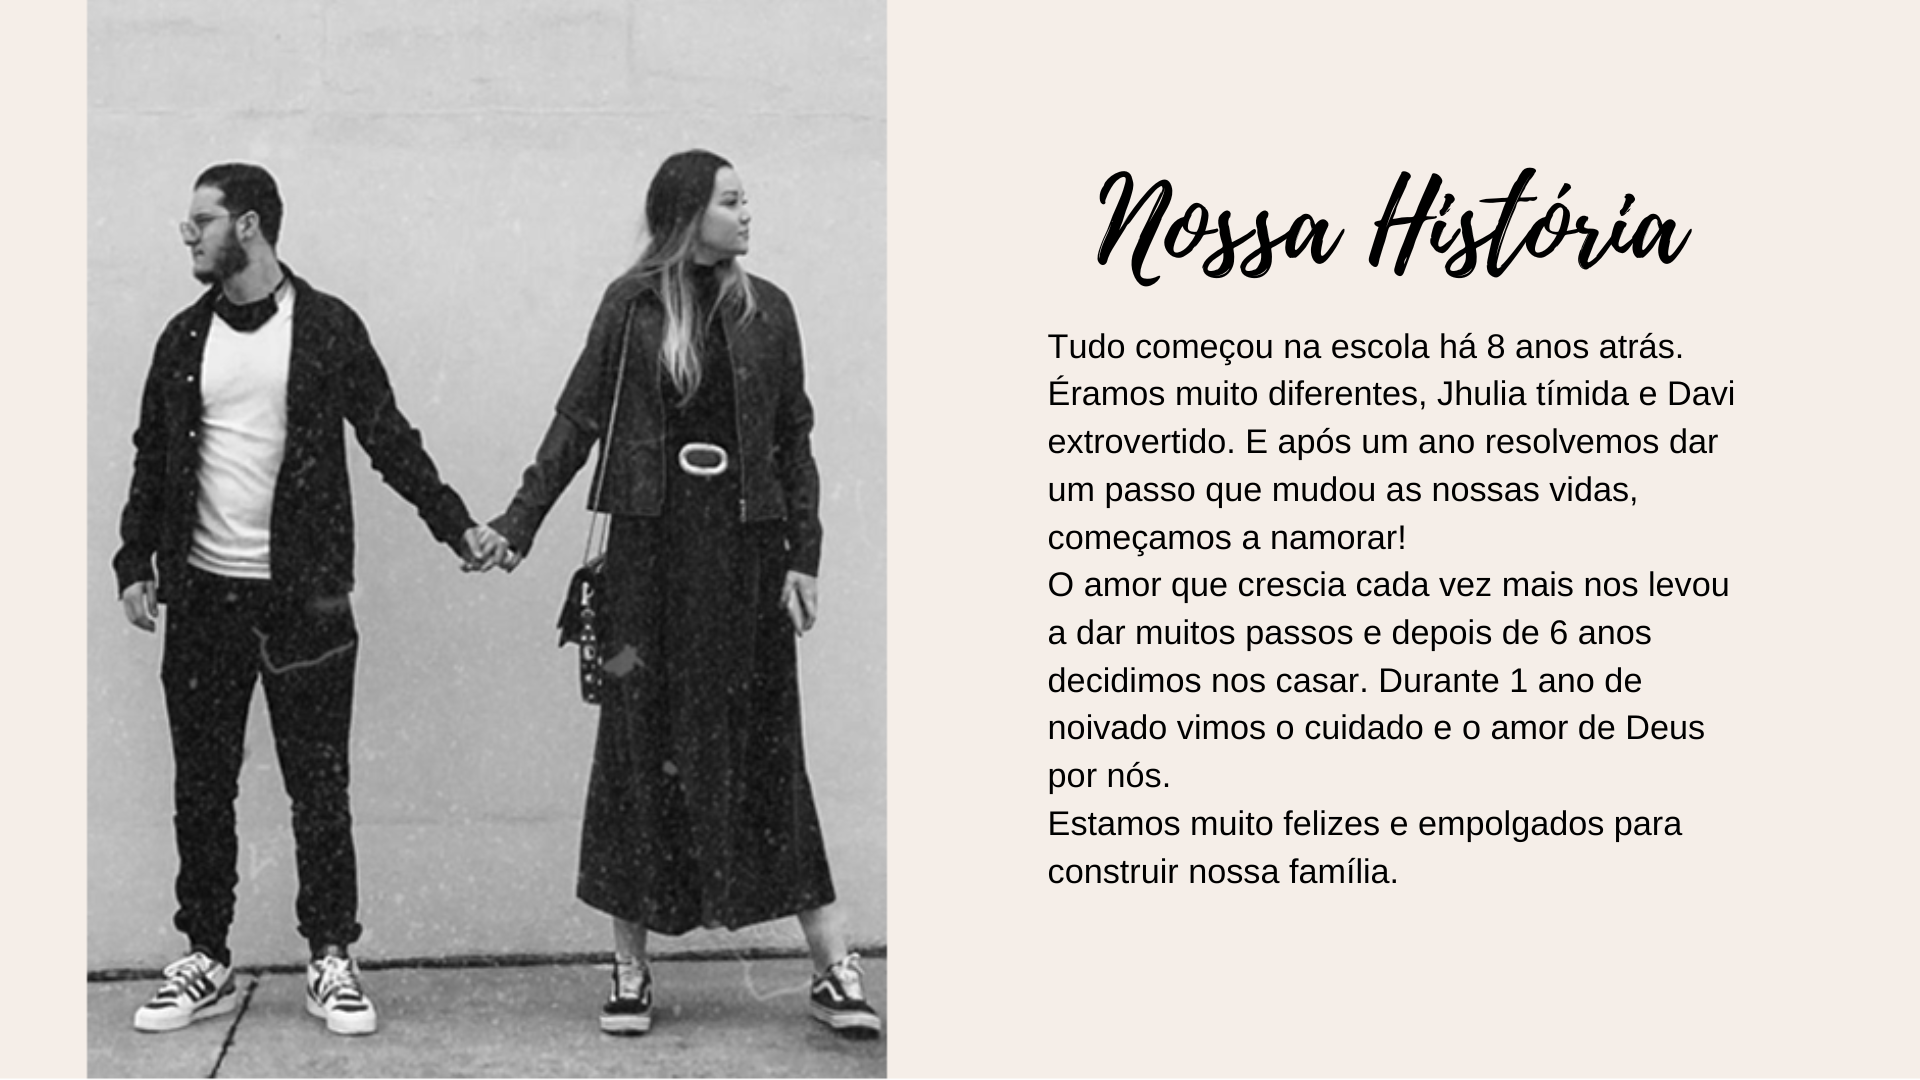 Nossa História
Tudo começou na escola há 8 anos atrás.
Éramos muito diferentes, Jhulia tímida e Davi
extrovertido. E após um ano resolvemos dar
um passo que mudou as nossas vidas,
começamos a namorar!
O amor que crescia cada vez mais nos levou
a dar muitos passos e depois de 6 anos
decidimos nos casar. Durante 1 ano de
noivado vimos o cuidado e o amor de Deus
por nós.
Estamos muito felizes e empolgados para
construir nossa família.